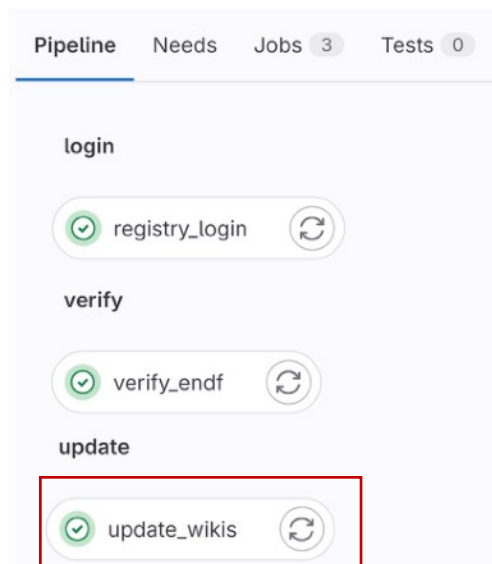 Pipeline Needs Jobs 3 Tests 0
login
registry_login
verify
verify_endf
update
update_wikis